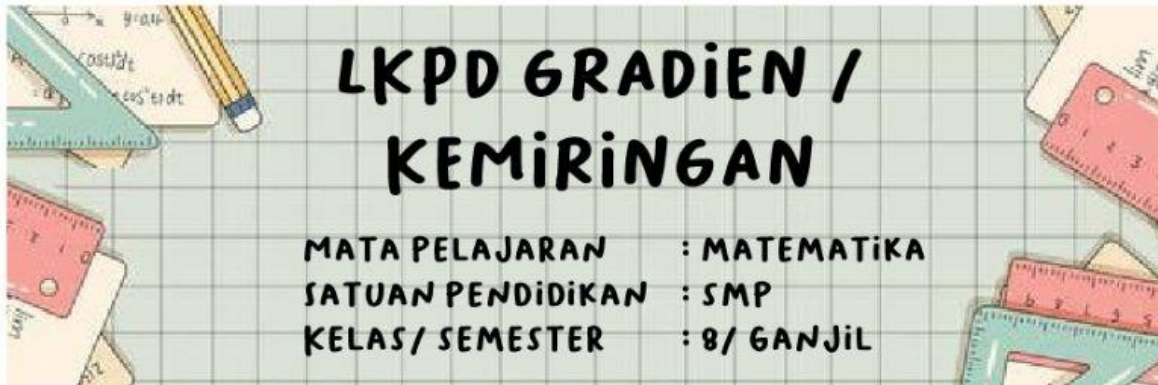 LKPD GRADiEN /
KEMiRiNGAN
MATA PELAJARAN : MATEMATiKA
SATUAN PENDiDiKAN : SMP
KELAS/ SEMESTER : 8/ GANJiL